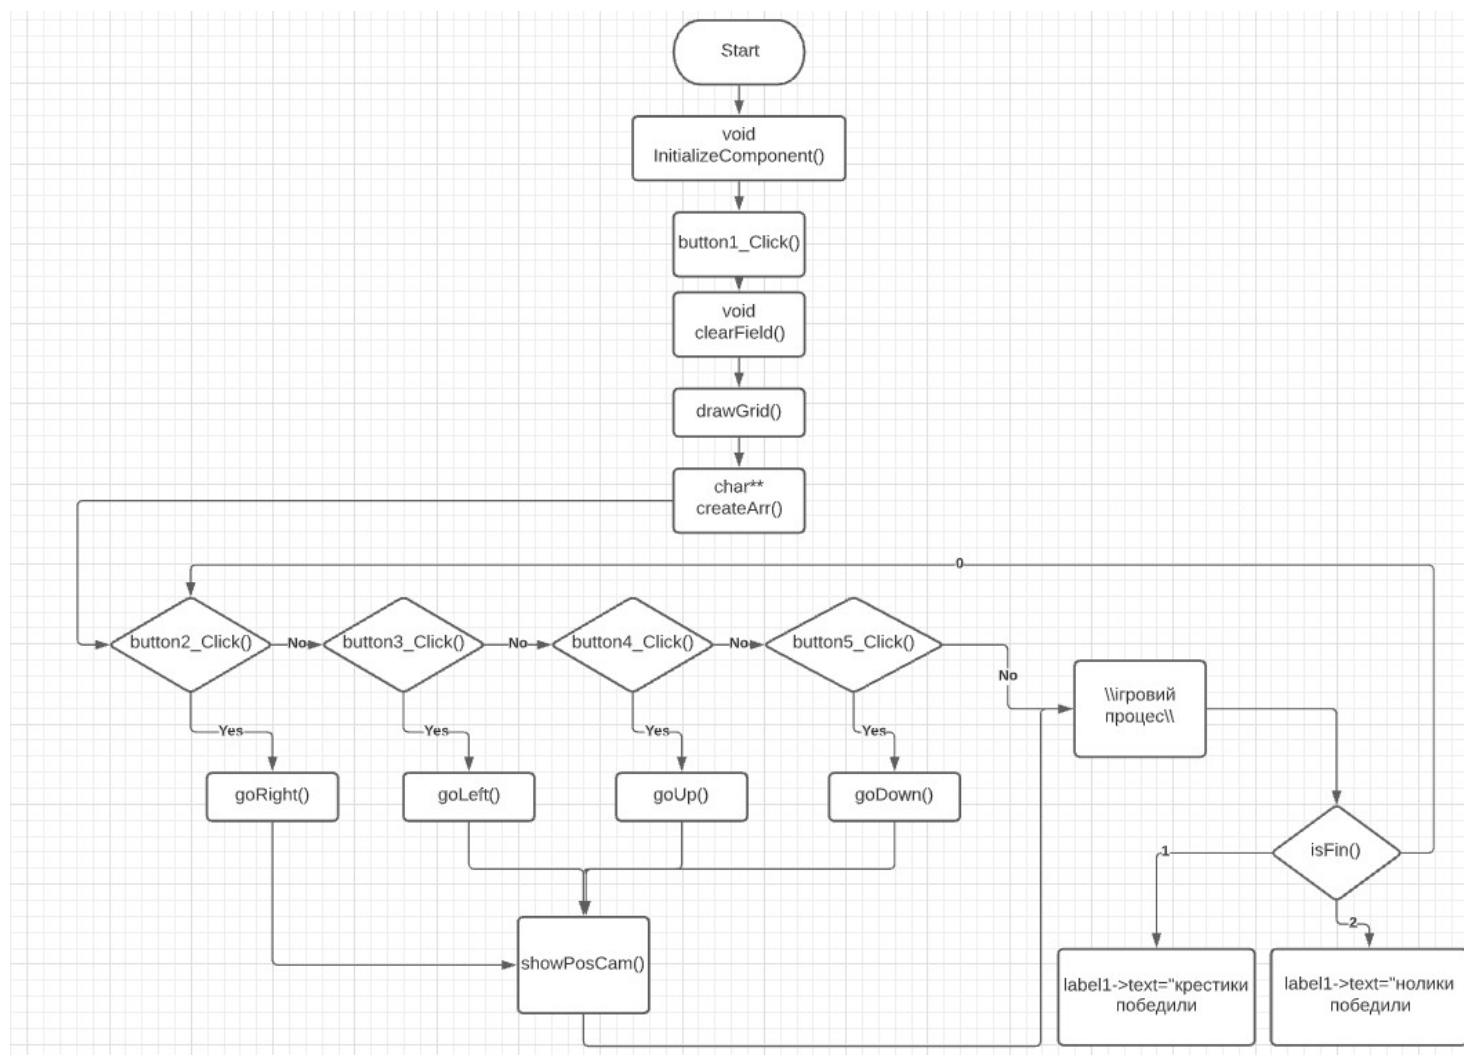 Start
void
InitializeComponent()
button1_Click()
void
clearField()
drawGrid()
char**
createArr()
0
button2_Click()
No
button3_Click()
No
button4_Click()
No
button5_Click()
No
\\ігровий
процес\\
Yes
Yes
Yes
Yes
goRight()
goLeft()
goUp()
goDown()
isFin()
1
2
showPosCam()
label1->text="крестики
победили
label1->text="нолики
победили